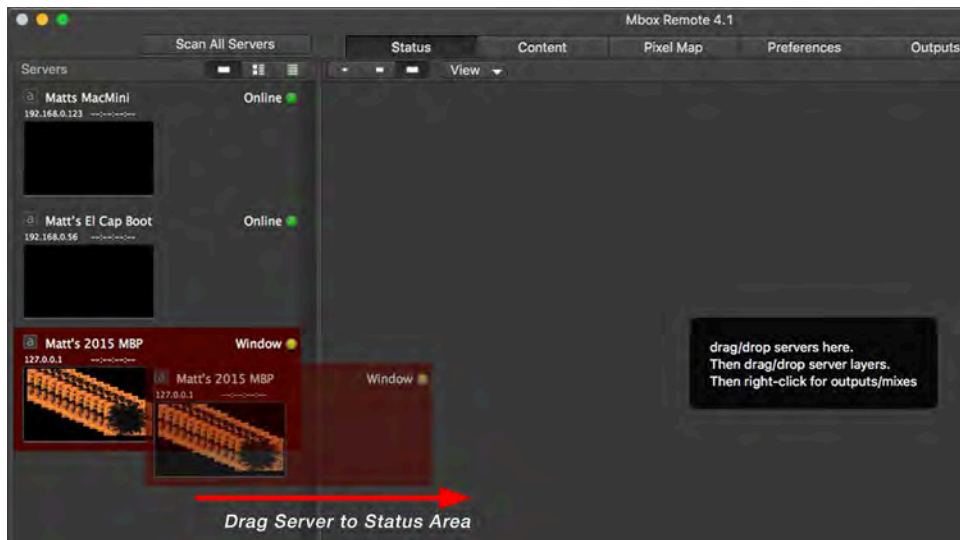 Mbox Remote 4.1
Scan All Servers
Status
Content
Pixel Map
Preferences
Outputs
Servers
View
a Matts MacMini Online
192.168.0.123 --:--:--:--
a Matt's El Cap Boot Online
192.168.0.56 --:--:--:--
a Matt's 2015 MBP Window
127.0.0.1 --:--:--:--
a Matt's 2015 MBP Window
127.0.0.1 --:--:--:--
drag/drop servers here.
Then drag/drop server layers.
Then right-click for outputs/mixes
Drag Server to Status Area